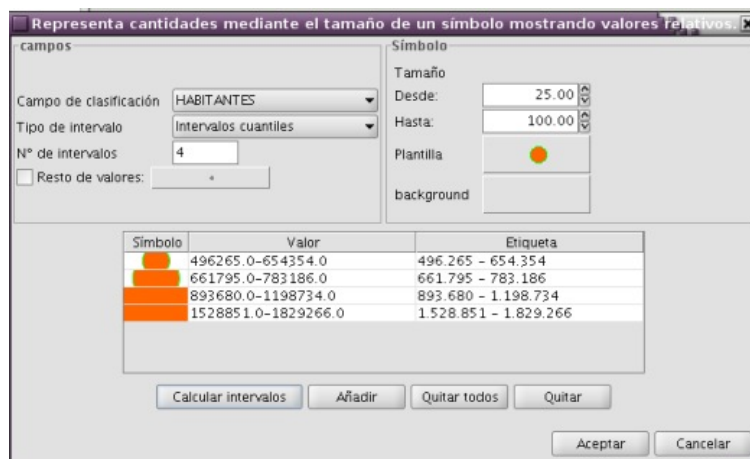 Representa cantidades mediante el tamaño de un símbolo mostrando valores relativos.
campos
Campo de clasificación HABITANTES
Tipo de intervalo Intervalos cuantiles
Nº de intervalos 4
Resto de valores:
Símbolo
Tamaño
Desde: 25.00
Hasta: 100.00
Plantilla
background
Símbolo Valor Etiqueta
496265.0-654354.0 496.265 - 654.354
661795.0-783186.0 661.795 - 783.186
893680.0-1198734.0 893.680 - 1.198.734
1528851.0-1829266.0 1.528.851 - 1.829.266
Calcular intervalos Añadir Quitar todos Quitar
Aceptar Cancelar